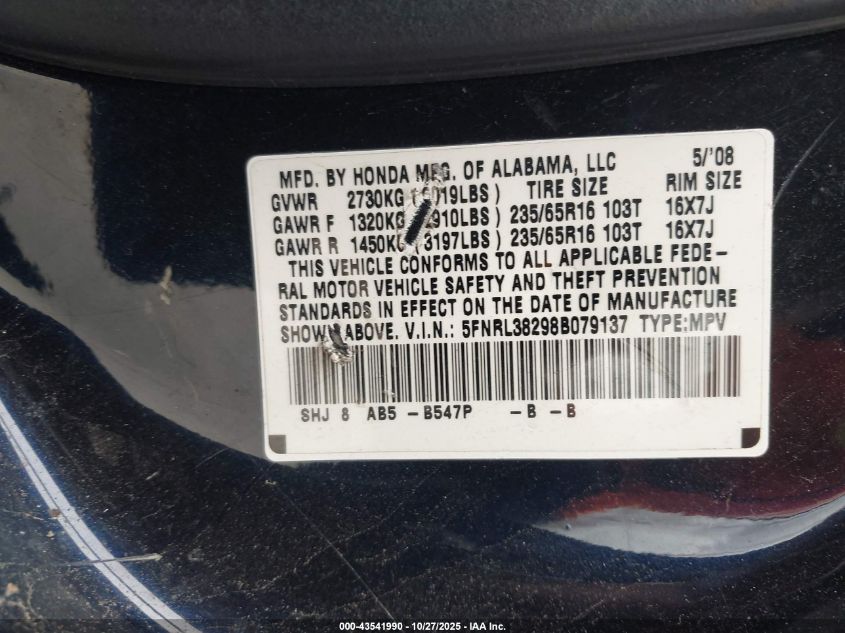 MFD. BY HONDA MFG. OF ALABAMA, LLC 5/'08
GVWR 2730KG ( 6019LBS ) TIRE SIZE RIM SIZE
GAWR F 1320KG ( 2910LBS ) 235/65R16 103T 16X7J
GAWR R 1450KG ( 3197LBS ) 235/65R16 103T 16X7J
THIS VEHICLE CONFORMS TO ALL APPLICABLE FEDE-
RAL MOTOR VEHICLE SAFETY AND THEFT PREVENTION
STANDARDS IN EFFECT ON THE DATE OF MANUFACTURE
SHOWN ABOVE. V.I.N.: 5FNRL38298B079137 TYPE:MPV
SHJ 8 AB5 -B547P -B -B
000-43541990 - 10/27/2025 - IAA Inc.